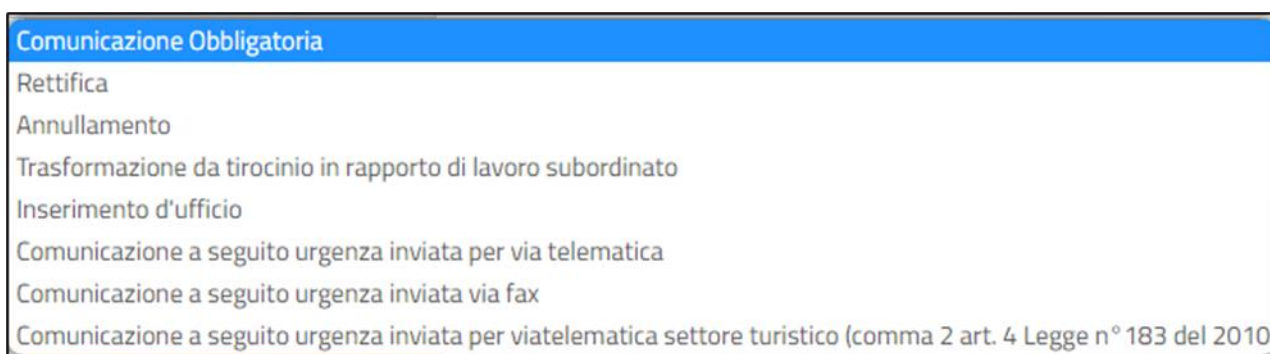 Comunicazione Obbligatoria
Rettifica
Annullamento
Trasformazione da tirocinio in rapporto di lavoro subordinato
Inserimento d'ufficio
Comunicazione a seguito urgenza inviata per via telematica
Comunicazione a seguito urgenza inviata via fax
Comunicazione a seguito urgenza inviata per viatelematica settore turistico (comma 2 art. 4 Legge n° 183 del 2010